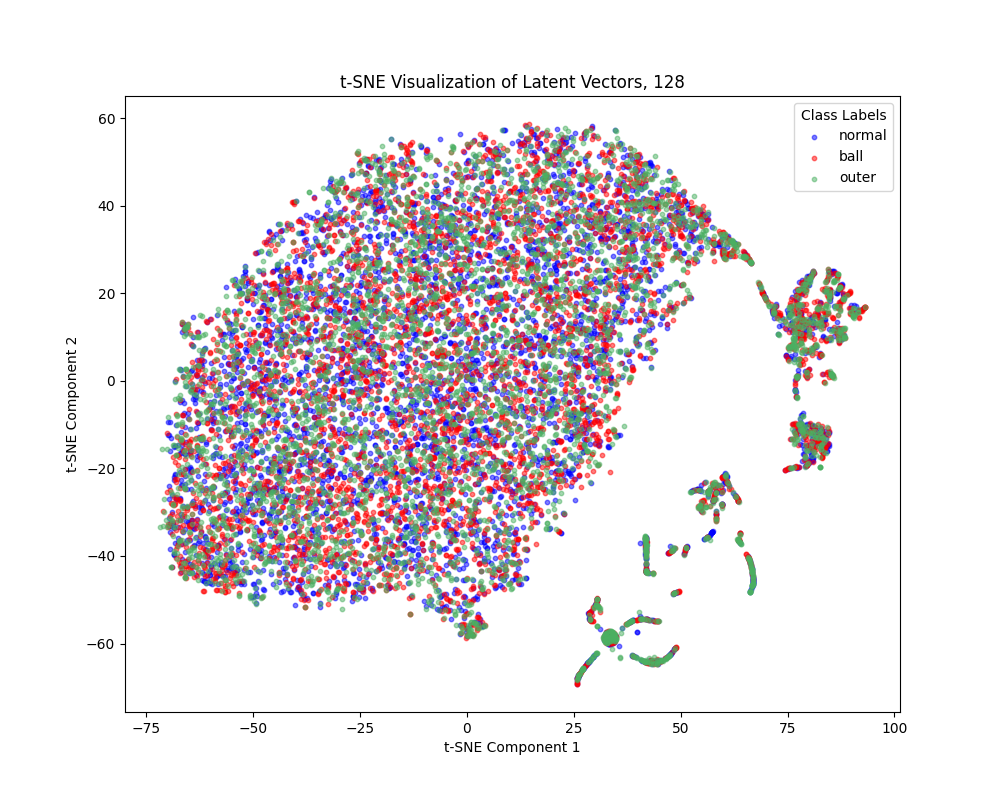 t-SNE Visualization of Latent Vectors, 128
Class Labels
normal
ball
outer
60
40
20
0
−20
−40
−60
t-SNE Component 2
−75
−50
−25
0
25
50
75
100
t-SNE Component 1